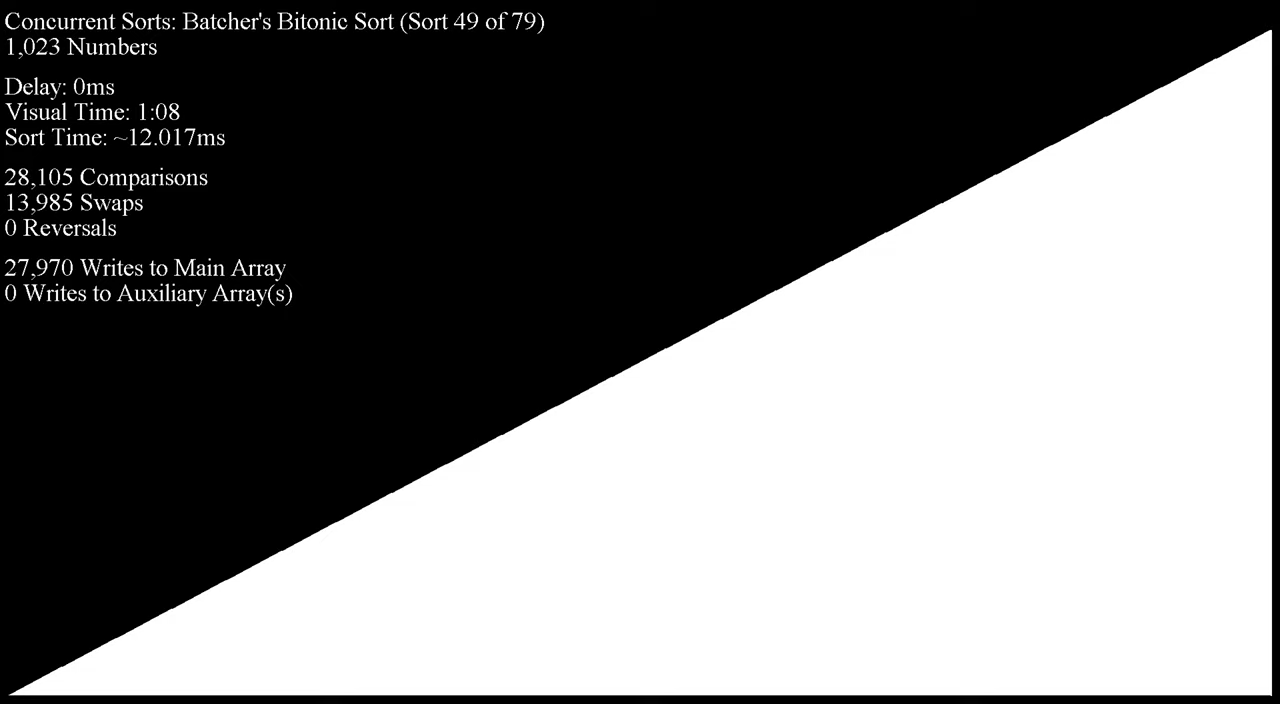 Concurrent Sorts: Batcher's Bitonic Sort (Sort 49 of 79)
1,023 Numbers
Delay: 0ms
Visual Time: 1:08
Sort Time: ~12.017ms
28,105 Comparisons
13,985 Swaps
0 Reversals
27,970 Writes to Main Array
0 Writes to Auxiliary Array(s)